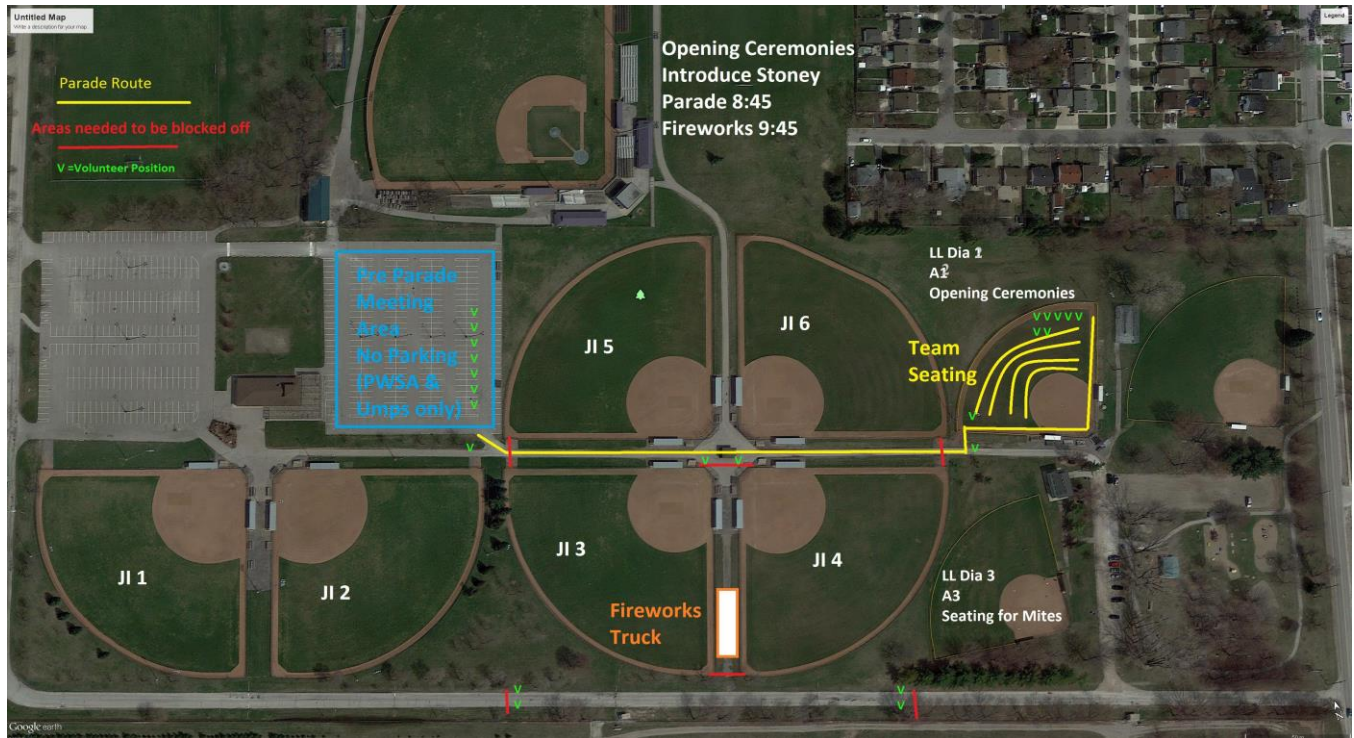 Untitled Map
Write a description for your map
Legend
Parade Route
Areas needed to be blocked off
V =Volunteer Position
Opening Ceremonies
Introduce Stoney
Parade 8:45
Fireworks 9:45
Pre Parade
Meeting
Area
No Parking
(PWSA &
Umps only)
V
V
V
V
V
V
V
V
JI 5
JI 6
LL Dia
Opening Ceremonies
V V V V V
V V
Team
Seating
V
V V
JI 1
JI 2
JI 3
JI 4
LL Dia 3
A3
Seating for Mites
Fireworks
Truck
V
V
V
V
Google earth